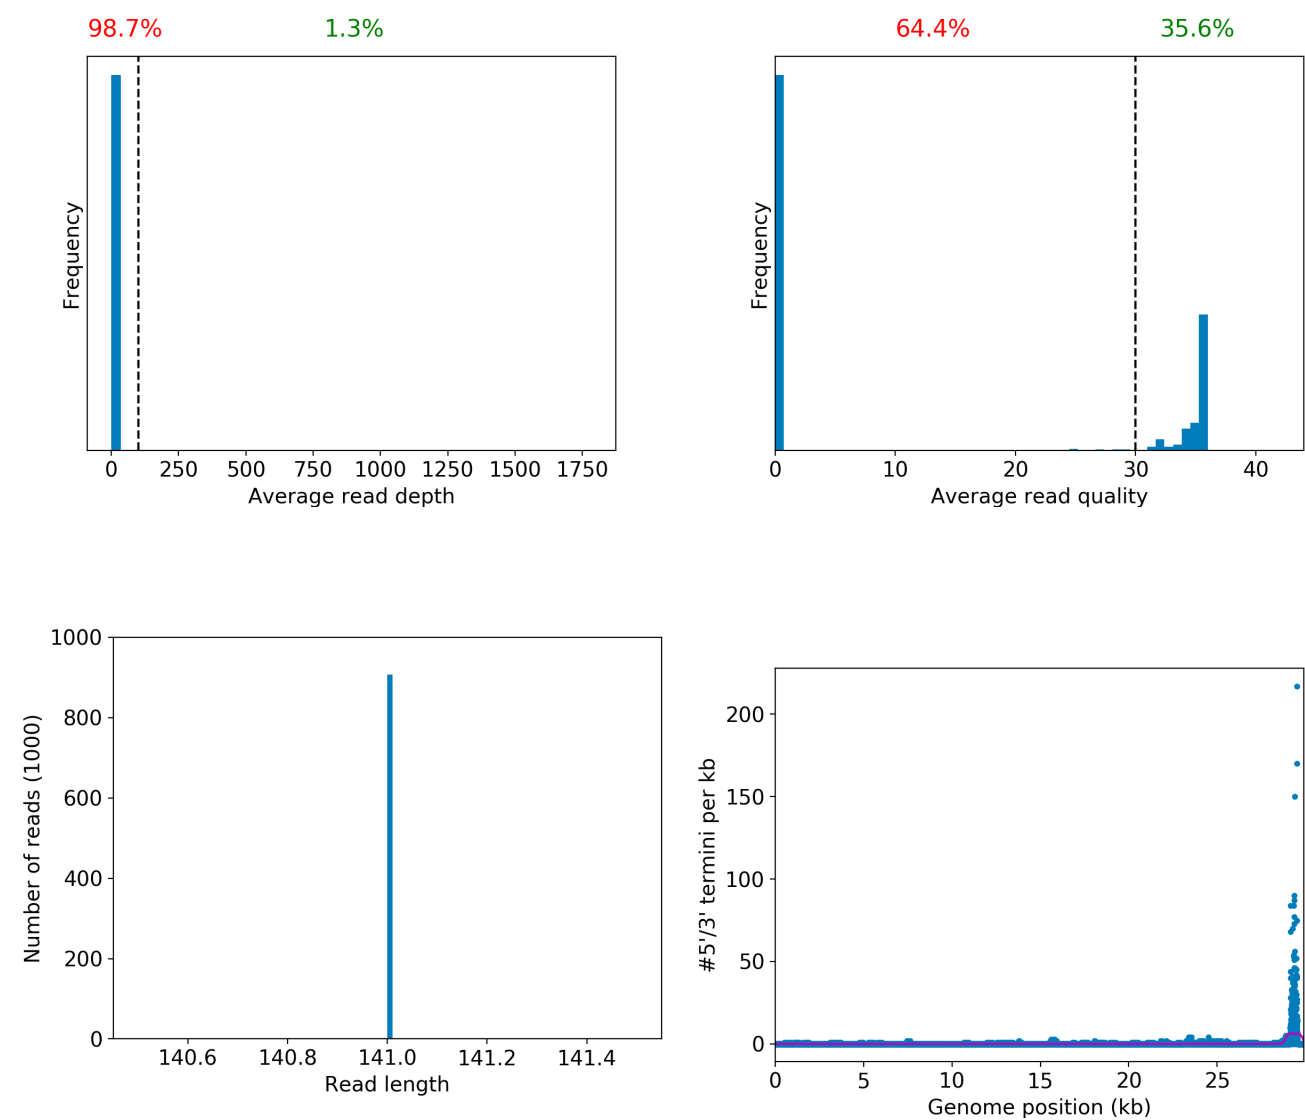 98.7% 1.3%
Frequency
0 250 500 750 1000 1250 1500 1750
Average read depth
64.4% 35.6%
Frequency
0 10 20 30 40
Average read quality
1000
800
600
400
200
0
Number of reads (1000)
140.6 140.8 141.0 141.2 141.4
Read length
200
150
100
50
0
#5'/3' termini per kb
0 5 10 15 20 25
Genome position (kb)